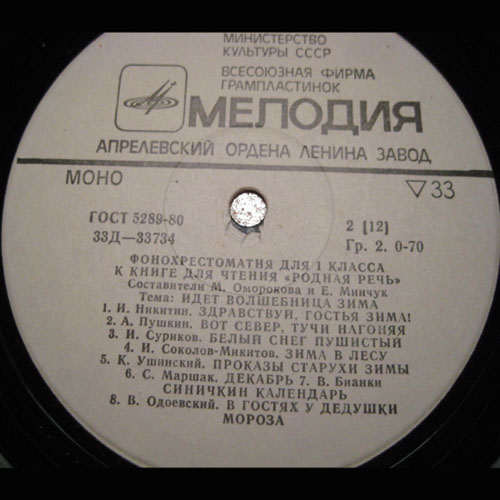 МИНИСТЕРСТВО
КУЛЬТУРЫ СССР
ВСЕСОЮЗНАЯ ФИРМА
ГРАМПЛАСТИНОК
МЕЛОДИЯ
АПРЕЛЕВСКИЙ ОРДЕНА ЛЕНИНА ЗАВОД
МОНО ▽33
ГОСТ 5289-80 2 [12]
33Д—33734 Гр. 2. 0-70
ФОНОХРЕСТОМАТИЯ ДЛЯ I КЛАССА
К КНИГЕ ДЛЯ ЧТЕНИЯ «РОДНАЯ РЕЧЬ»
Составители М. Оморокова и Е. Минчук
Тема: ИДЕТ ВОЛШЕБНИЦА ЗИМА
1. И. Никитин. ЗДРАВСТВУЙ, ГОСТЬЯ ЗИМА!
2. А. Пушкин. ВОТ СЕВЕР, ТУЧИ НАГОНЯЯ
3. И. Суриков. БЕЛЫЙ СНЕГ ПУШИСТЫЙ
4. И. Соколов-Микитов. ЗИМА В ЛЕСУ
5. К. Ушинский. ПРОКАЗЫ СТАРУХИ ЗИМЫ
6. С. Маршак. ДЕКАБРЬ 7. В. Бианки
СИНИЧКИН КАЛЕНДАРЬ
8. В. Одоевский. В ГОСТЯХ У ДЕДУШКИ
МОРОЗА